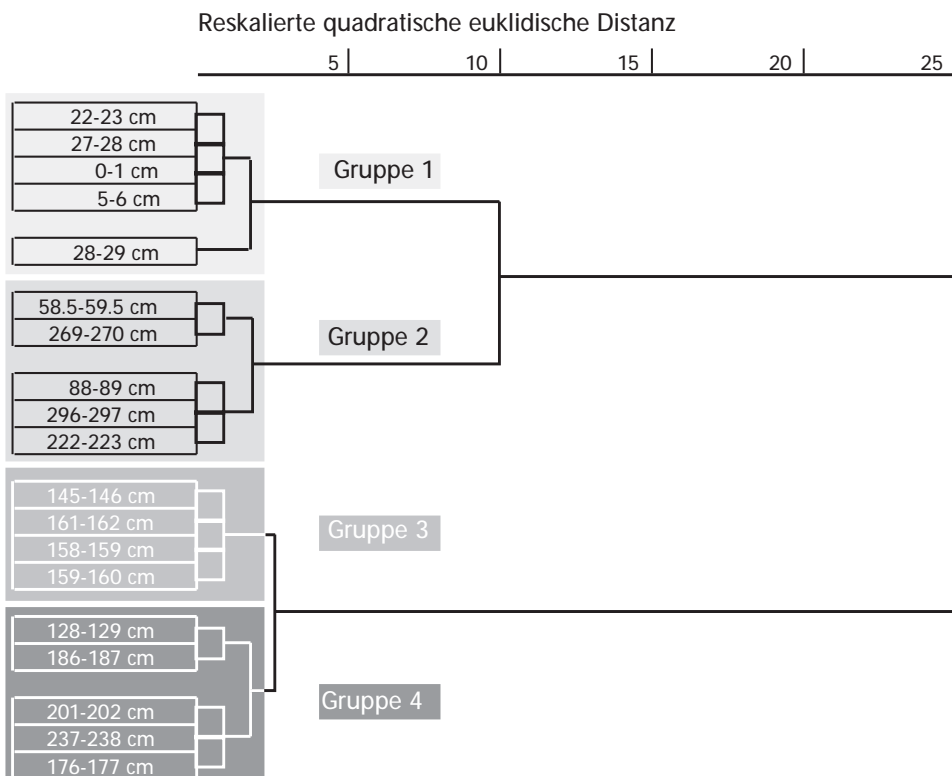 Reskalierte quadratische euklidische Distanz
5 10 15 20 25
22-23 cm
27-28 cm
0-1 cm
5-6 cm
28-29 cm
Gruppe 1
58.5-59.5 cm
269-270 cm
88-89 cm
296-297 cm
222-223 cm
Gruppe 2
145-146 cm
161-162 cm
158-159 cm
159-160 cm
Gruppe 3
128-129 cm
186-187 cm
201-202 cm
237-238 cm
176-177 cm
Gruppe 4